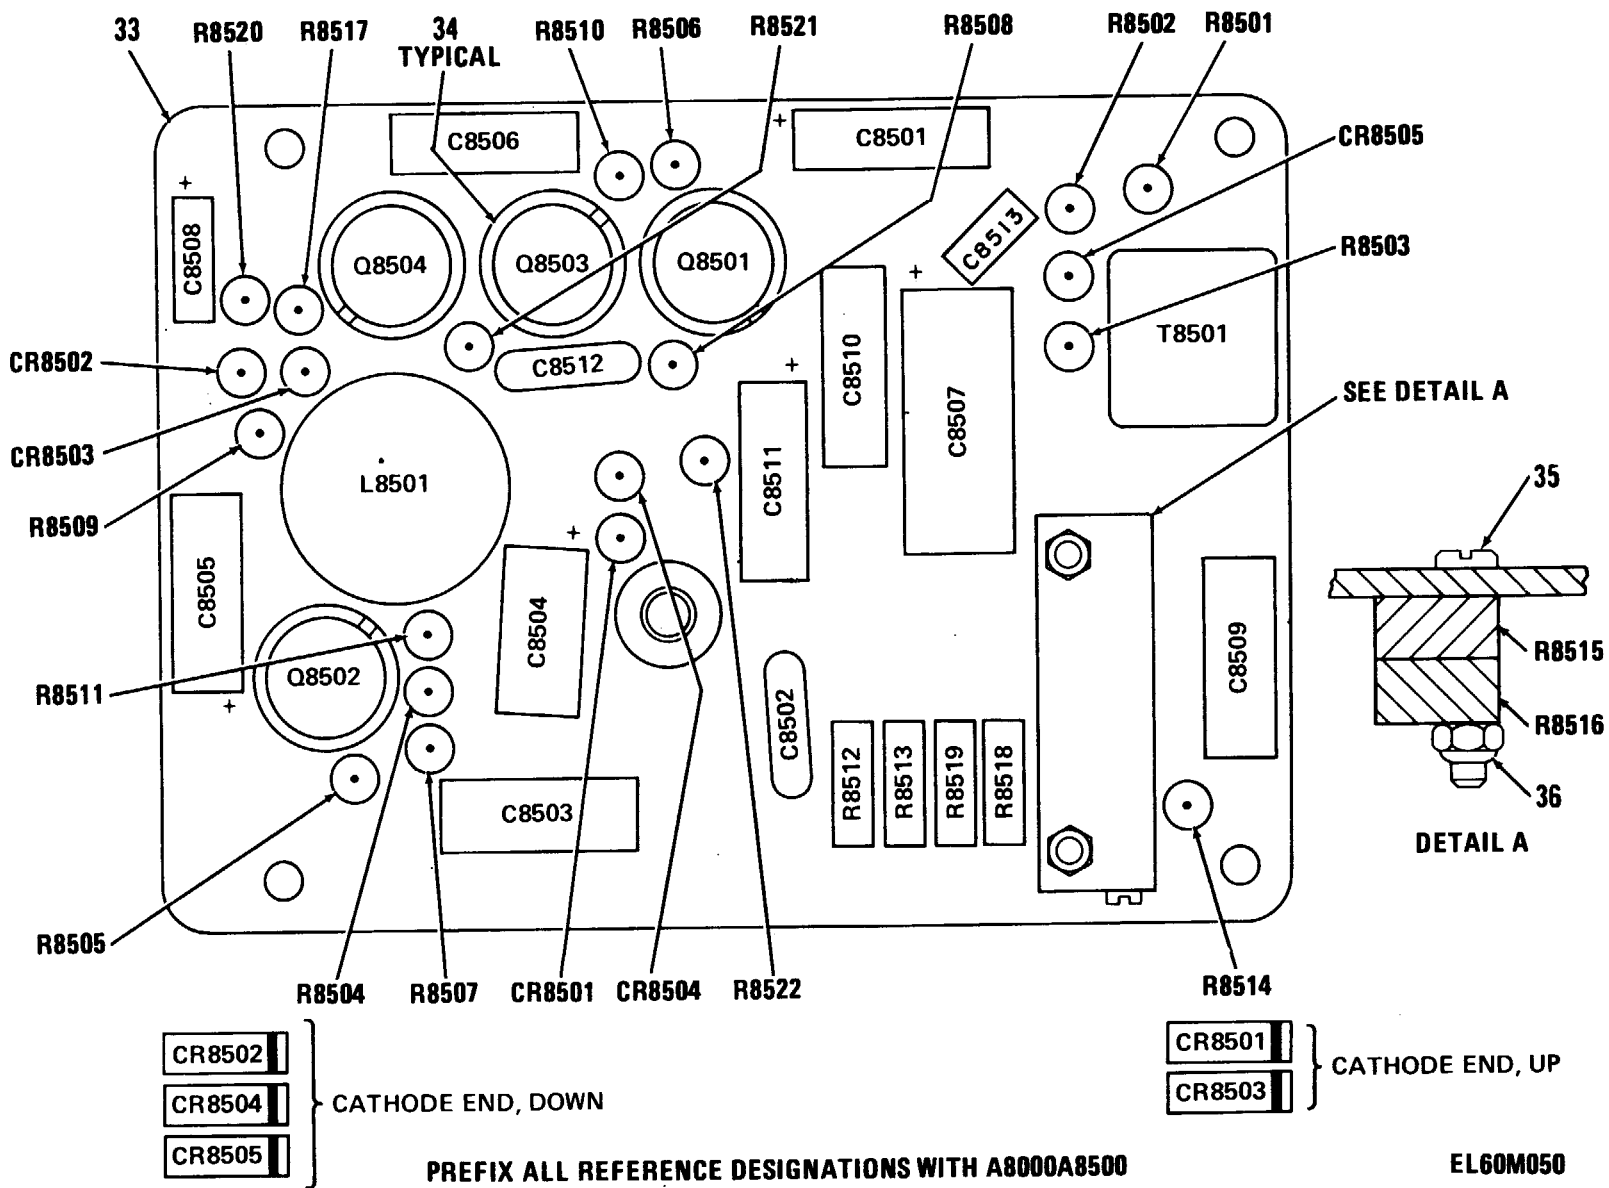 33
R8520
R8517
34
TYPICAL
R8510
R8506
R8521
R8508
R8502
R8501
C8506
+
C8501
CR8505
+
C8508
C8513
Q8504
Q8503
Q8501
R8503
+
T8501
C8512
C8510
CR8502
+
C8507
SEE DETAIL A
CR8503
C8511
L8501
35
R8509
+
C8505
C8504
R8515
C8509
Q8502
R8511
+
C8502
R8516
R8512
R8513
R8519
R8518
36
C8503
DETAIL A
R8505
R8504
R8507
CR8501
CR8504
R8522
R8514
CR8502
CR8504
CR8505
CATHODE END, DOWN
CR8501
CR8503
CATHODE END, UP
PREFIX ALL REFERENCE DESIGNATIONS WITH A8000A8500
EL60M050